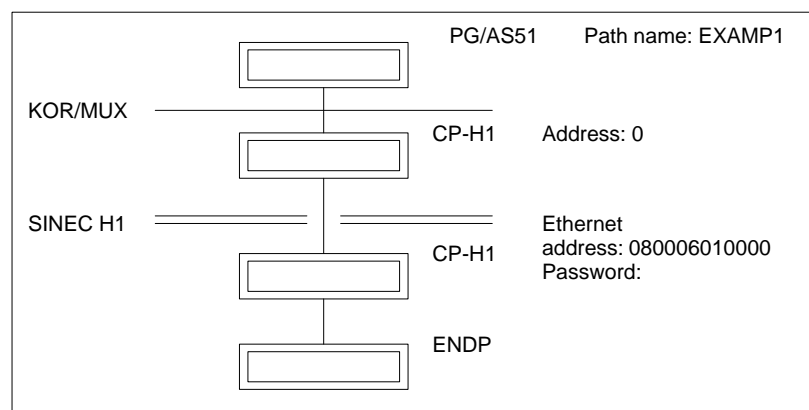 PG/AS51 Path name: EXAMP1
KOR/MUX
CP-H1 Address: 0
SINEC H1
Ethernet
address: 080006010000
CP-H1
Password:
ENDP